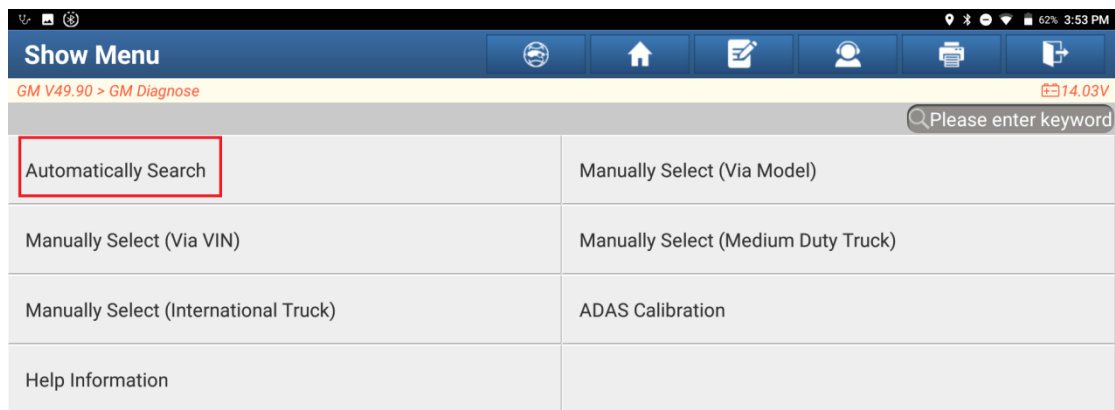 62% 3:53 PM
Show Menu
GM V49.90 > GM Diagnose
14.03V
Please enter keyword
Automatically Search
Manually Select (Via Model)
Manually Select (Via VIN)
Manually Select (Medium Duty Truck)
Manually Select (International Truck)
ADAS Calibration
Help Information